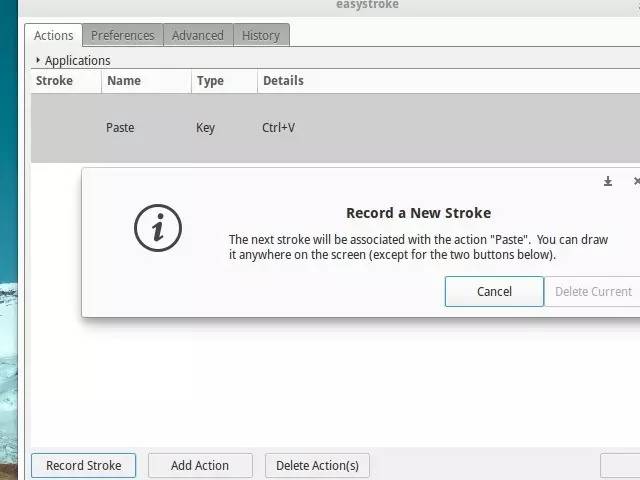 easystroke
Actions Preferences Advanced History
Applications
Stroke Name Type Details
Paste Key Ctrl+V
Record a New Stroke
The next stroke will be associated with the action "Paste". You can draw
it anywhere on the screen (except for the two buttons below).
Cancel Delete Current
Record Stroke Add Action Delete Action(s)